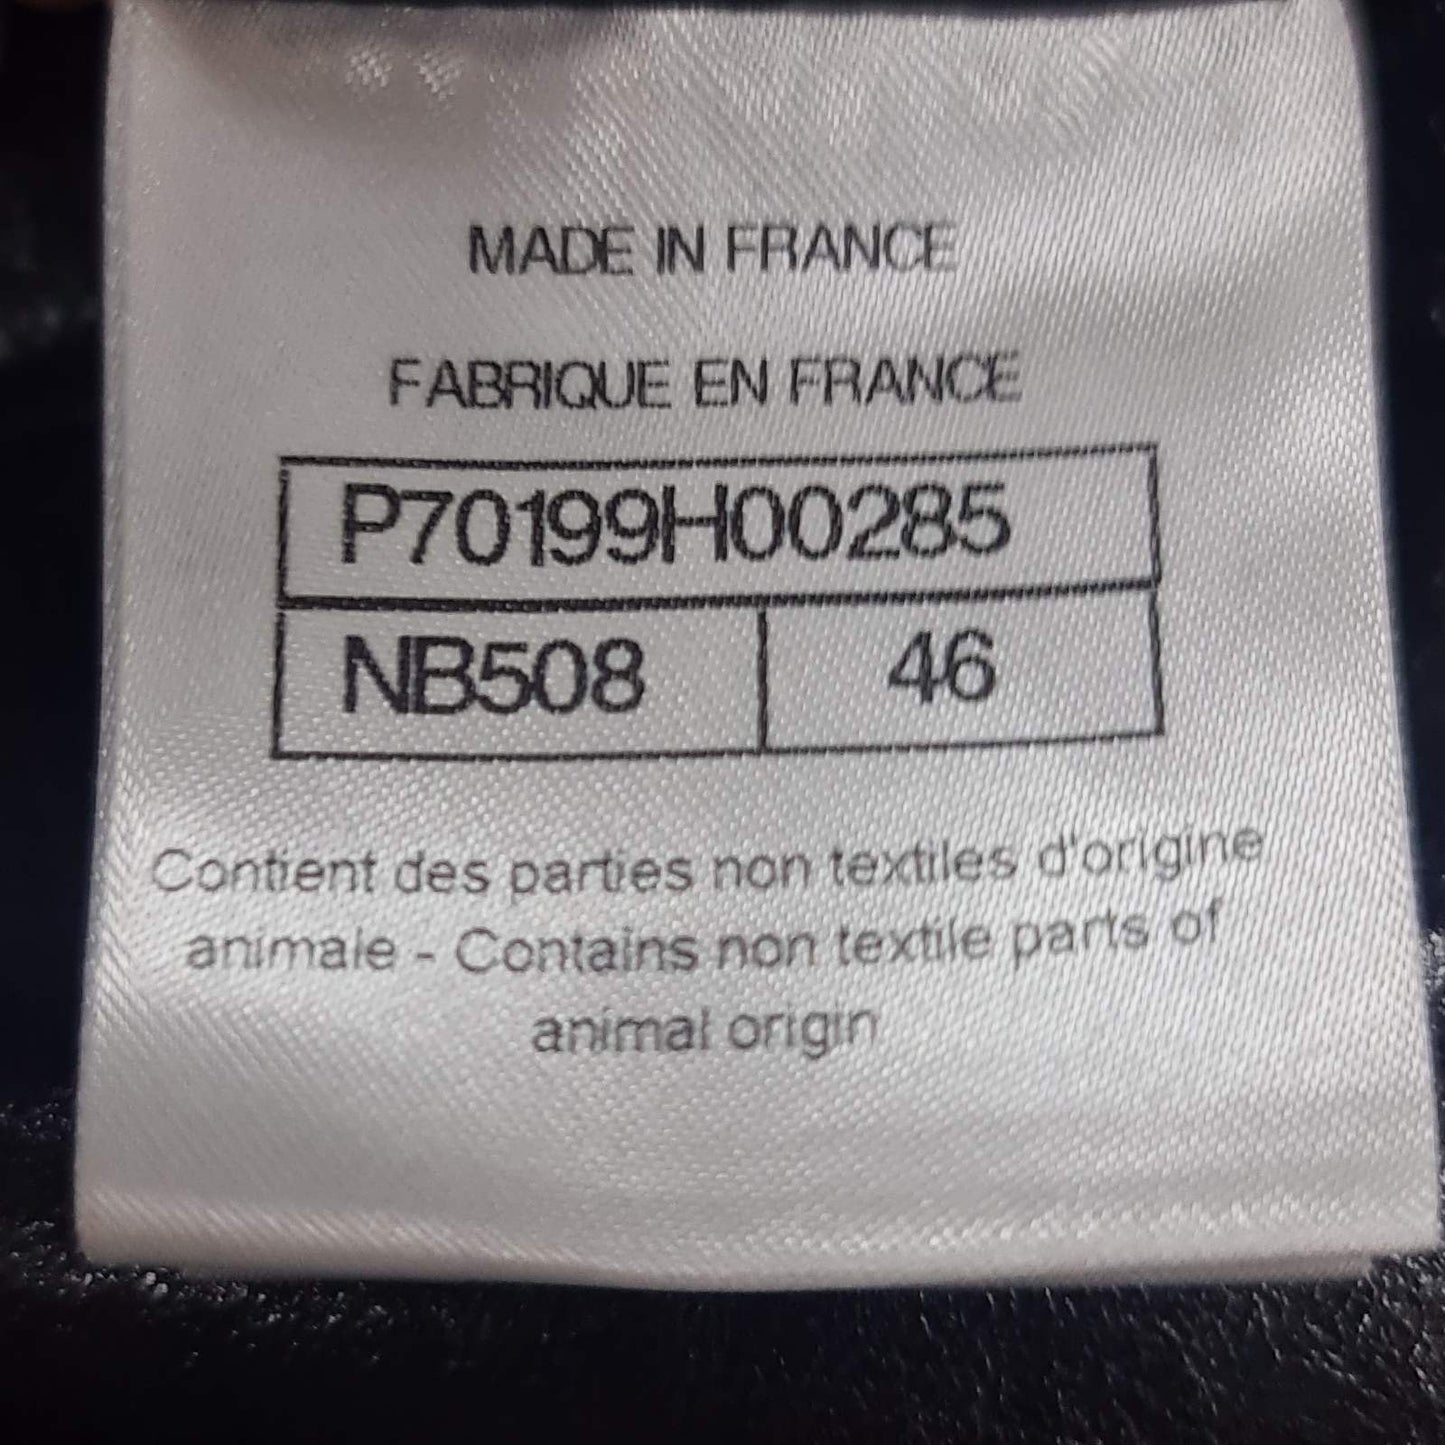 MADE IN FRANCE
FABRIQUE EN FRANCE
P70199H00285
NB508 46
Contient des parties non textiles d'origine
animale - Contains non textile parts of
animal origin